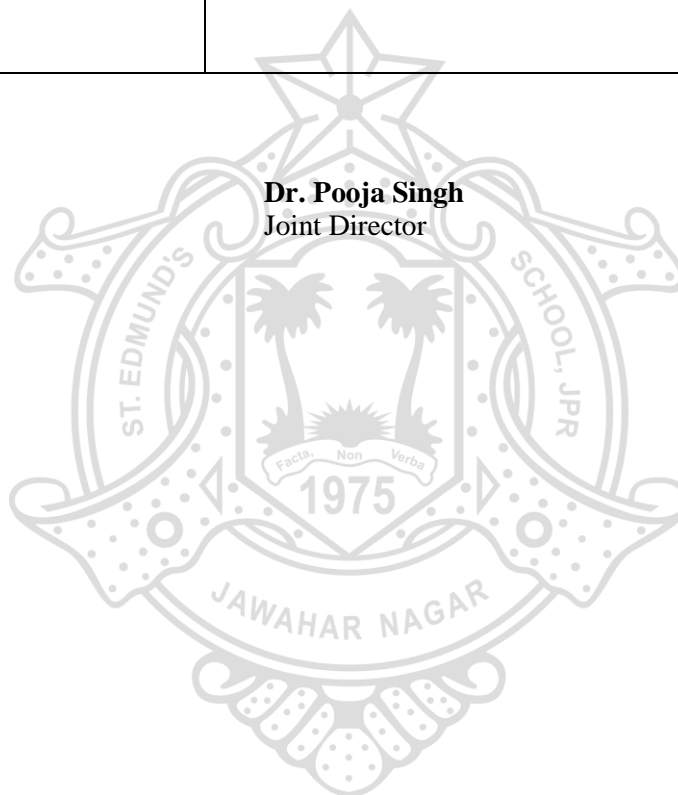 Dr. Pooja Singh
Joint Director
ST. EDMUND'S
SCHOOL, JPR
Facta, Non Verba
1975
JAWAHAR NAGAR